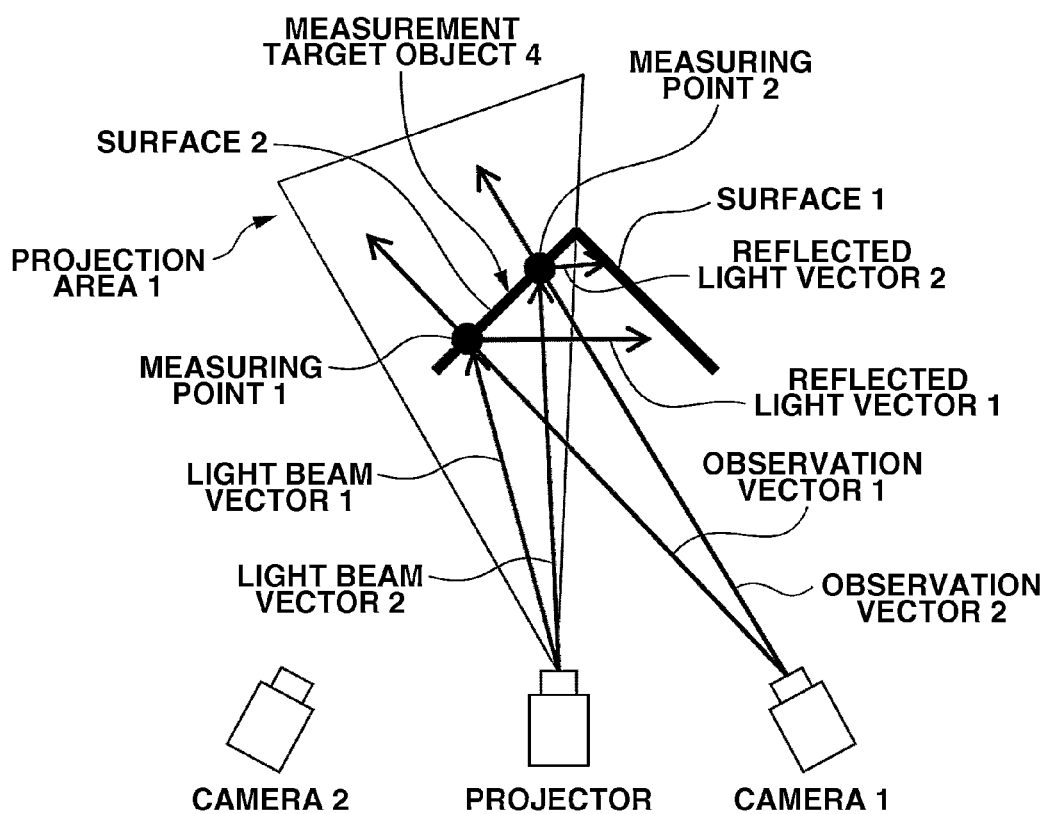 MEASUREMENT
TARGET OBJECT 4
MEASURING
POINT 2
SURFACE 2
SURFACE 1
PROJECTION
AREA 1
REFLECTED
LIGHT VECTOR 2
MEASURING
POINT 1
REFLECTED
LIGHT VECTOR 1
LIGHT BEAM
VECTOR 1
OBSERVATION
VECTOR 1
LIGHT BEAM
VECTOR 2
OBSERVATION
VECTOR 2
CAMERA 2
PROJECTOR
CAMERA 1